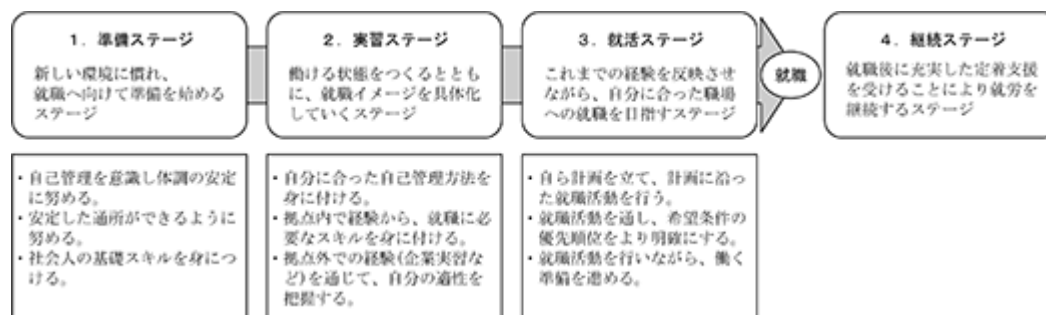 1．準備ステージ
新しい環境に慣れ、
就職へ向けて準備を始める
ステージ
2．実習ステージ
働ける状態をつくるととも
に、就職イメージを具体化
していくステージ
3．就活ステージ
これまでの経験を反映させ
ながら、自分に合った職場
への就職を目指すステージ
就職
4．継続ステージ
就職後に充実した定着支援
を受けることにより就労を
継続するステージ
・自己管理を意識し体調の安定
に努める。
・安定した通所ができるように
努める。
・社会人の基礎スキルを身につ
ける。
・自分に合った自己管理方法を
身に付ける。
・拠点内で経験から、就職に必
要なスキルを身に付ける。
・拠点外での経験(企業実習な
ど)を通じて、自分の適性を
把握する。
・自ら計画を立て、計画に沿っ
た就職活動を行う。
・就職活動を通し、希望条件の
優先順位をより明確にする。
・就職活動を行いながら、働く
準備を進める。